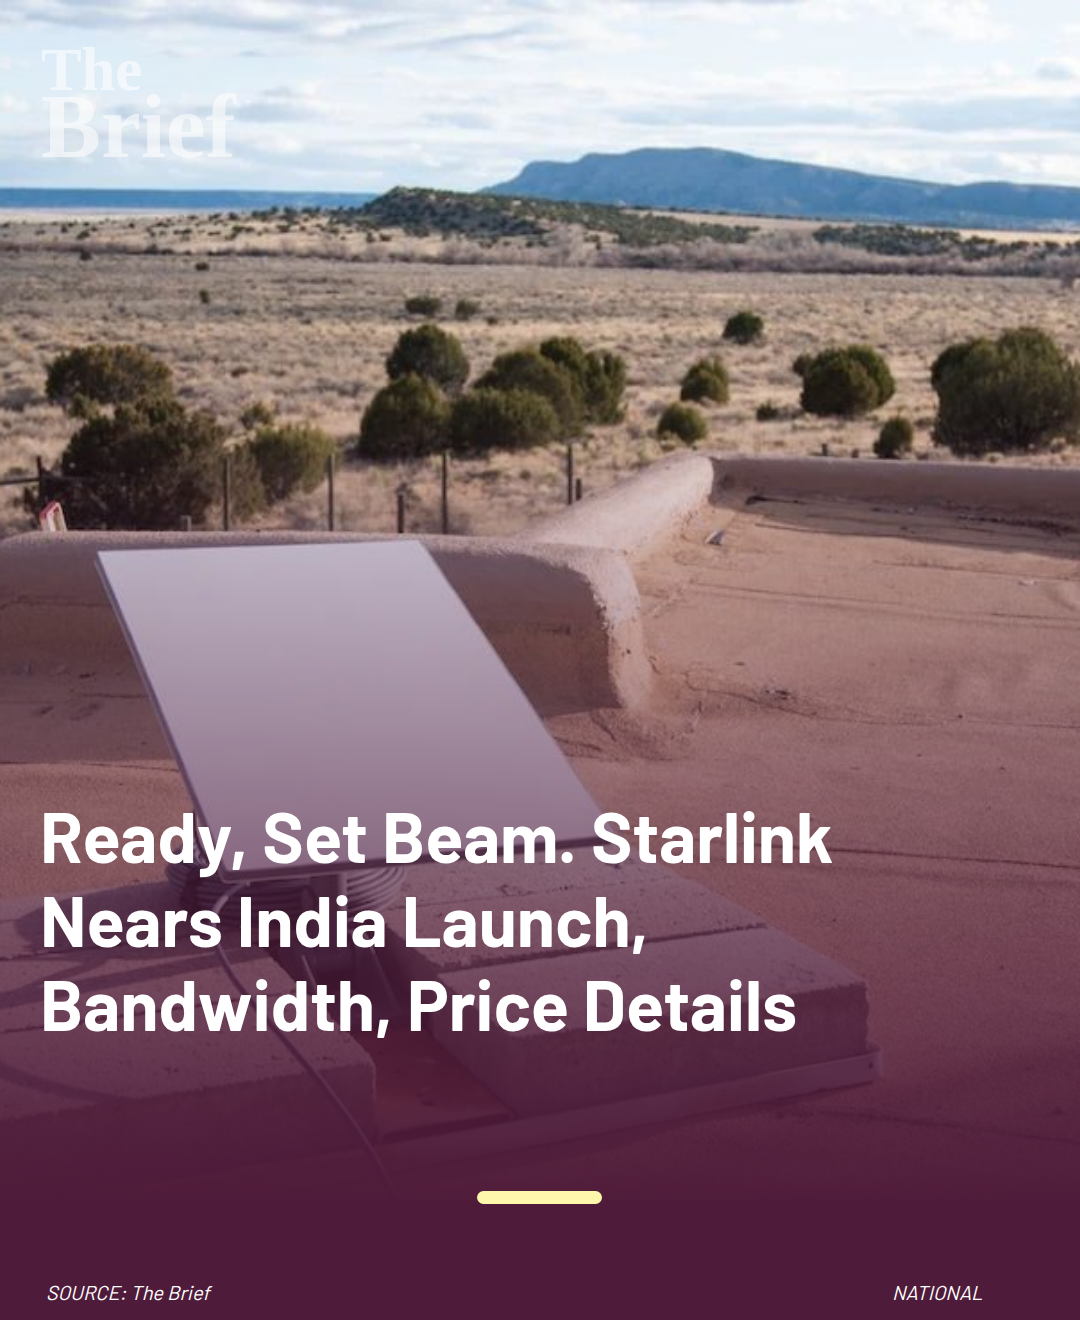 The
Brief
Ready, Set Beam. Starlink
Nears India Launch,
Bandwidth, Price Details
SOURCE: The Brief
NATIONAL